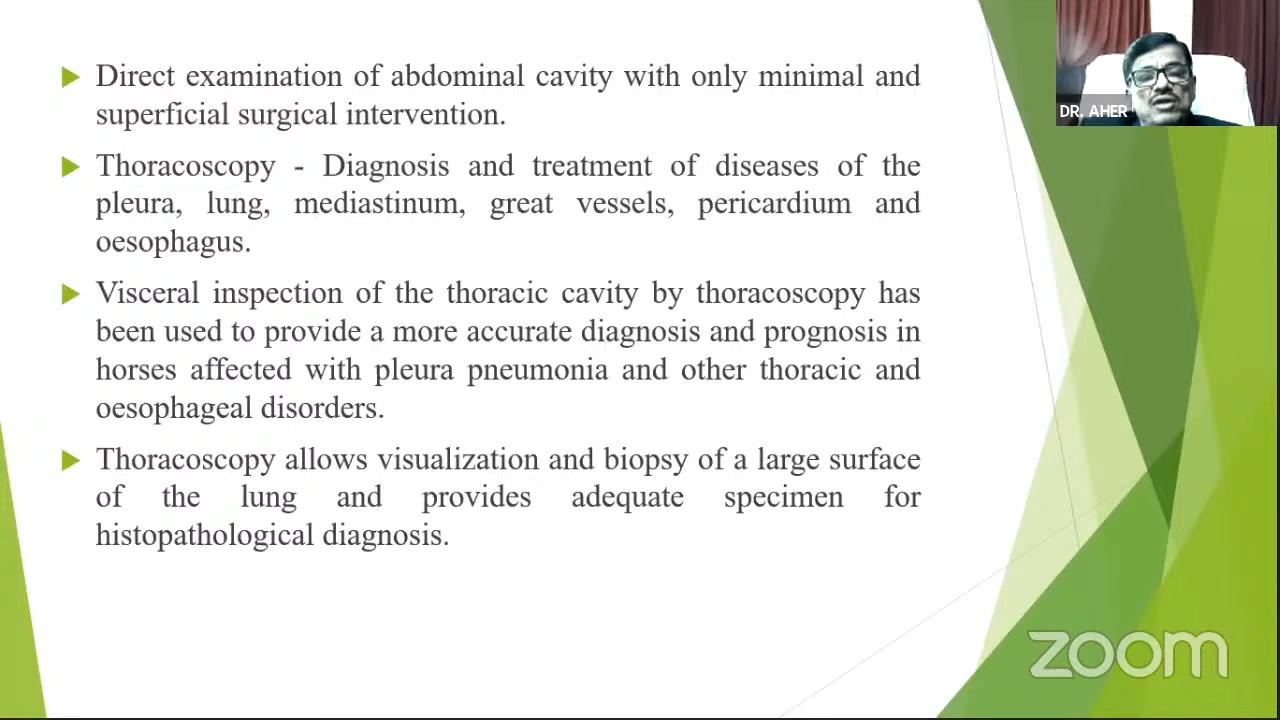 Direct examination of abdominal cavity with only minimal and
superficial surgical intervention.
Thoracoscopy - Diagnosis and treatment of diseases of the
pleura, lung, mediastinum, great vessels, pericardium and
oesophagus.
Visceral inspection of the thoracic cavity by thoracoscopy has
been used to provide a more accurate diagnosis and prognosis in
horses affected with pleura pneumonia and other thoracic and
oesophageal disorders.
Thoracoscopy allows visualization and biopsy of a large surface
of the lung and provides adequate specimen for
histopathological diagnosis.
DR. AHER
zoom